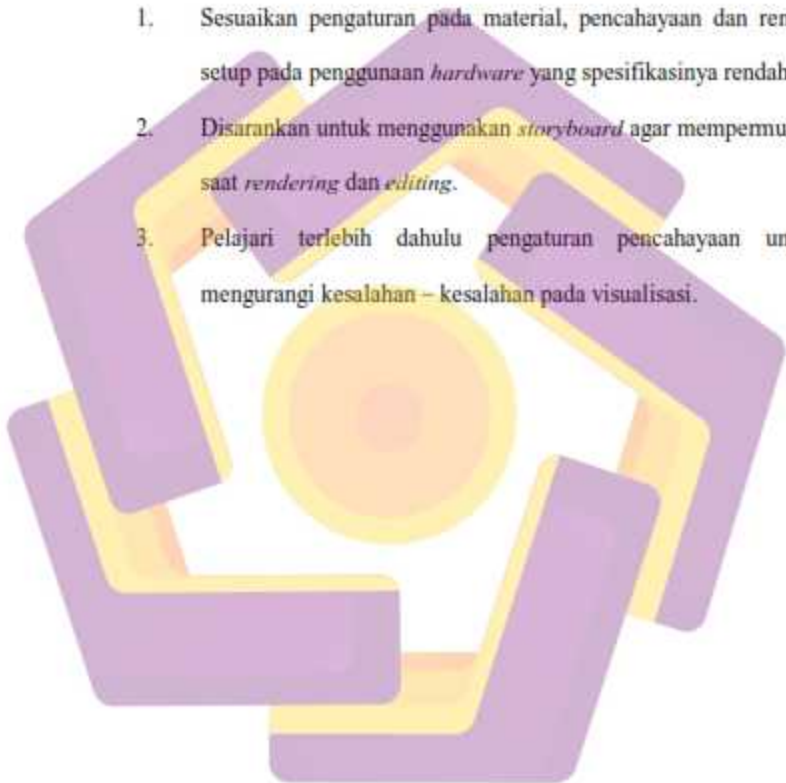 1. Sesuaikan pengaturan pada material, pencahayaan dan ren
setup pada penggunaan hardware yang spesifikasinya rendah
2. Disarankan untuk menggunakan storyboard agar mempermu
saat rendering dan editing.
3. Pelajari terlebih dahulu pengaturan pencahayaan un
mengurangi kesalahan – kesalahan pada visualisasi.